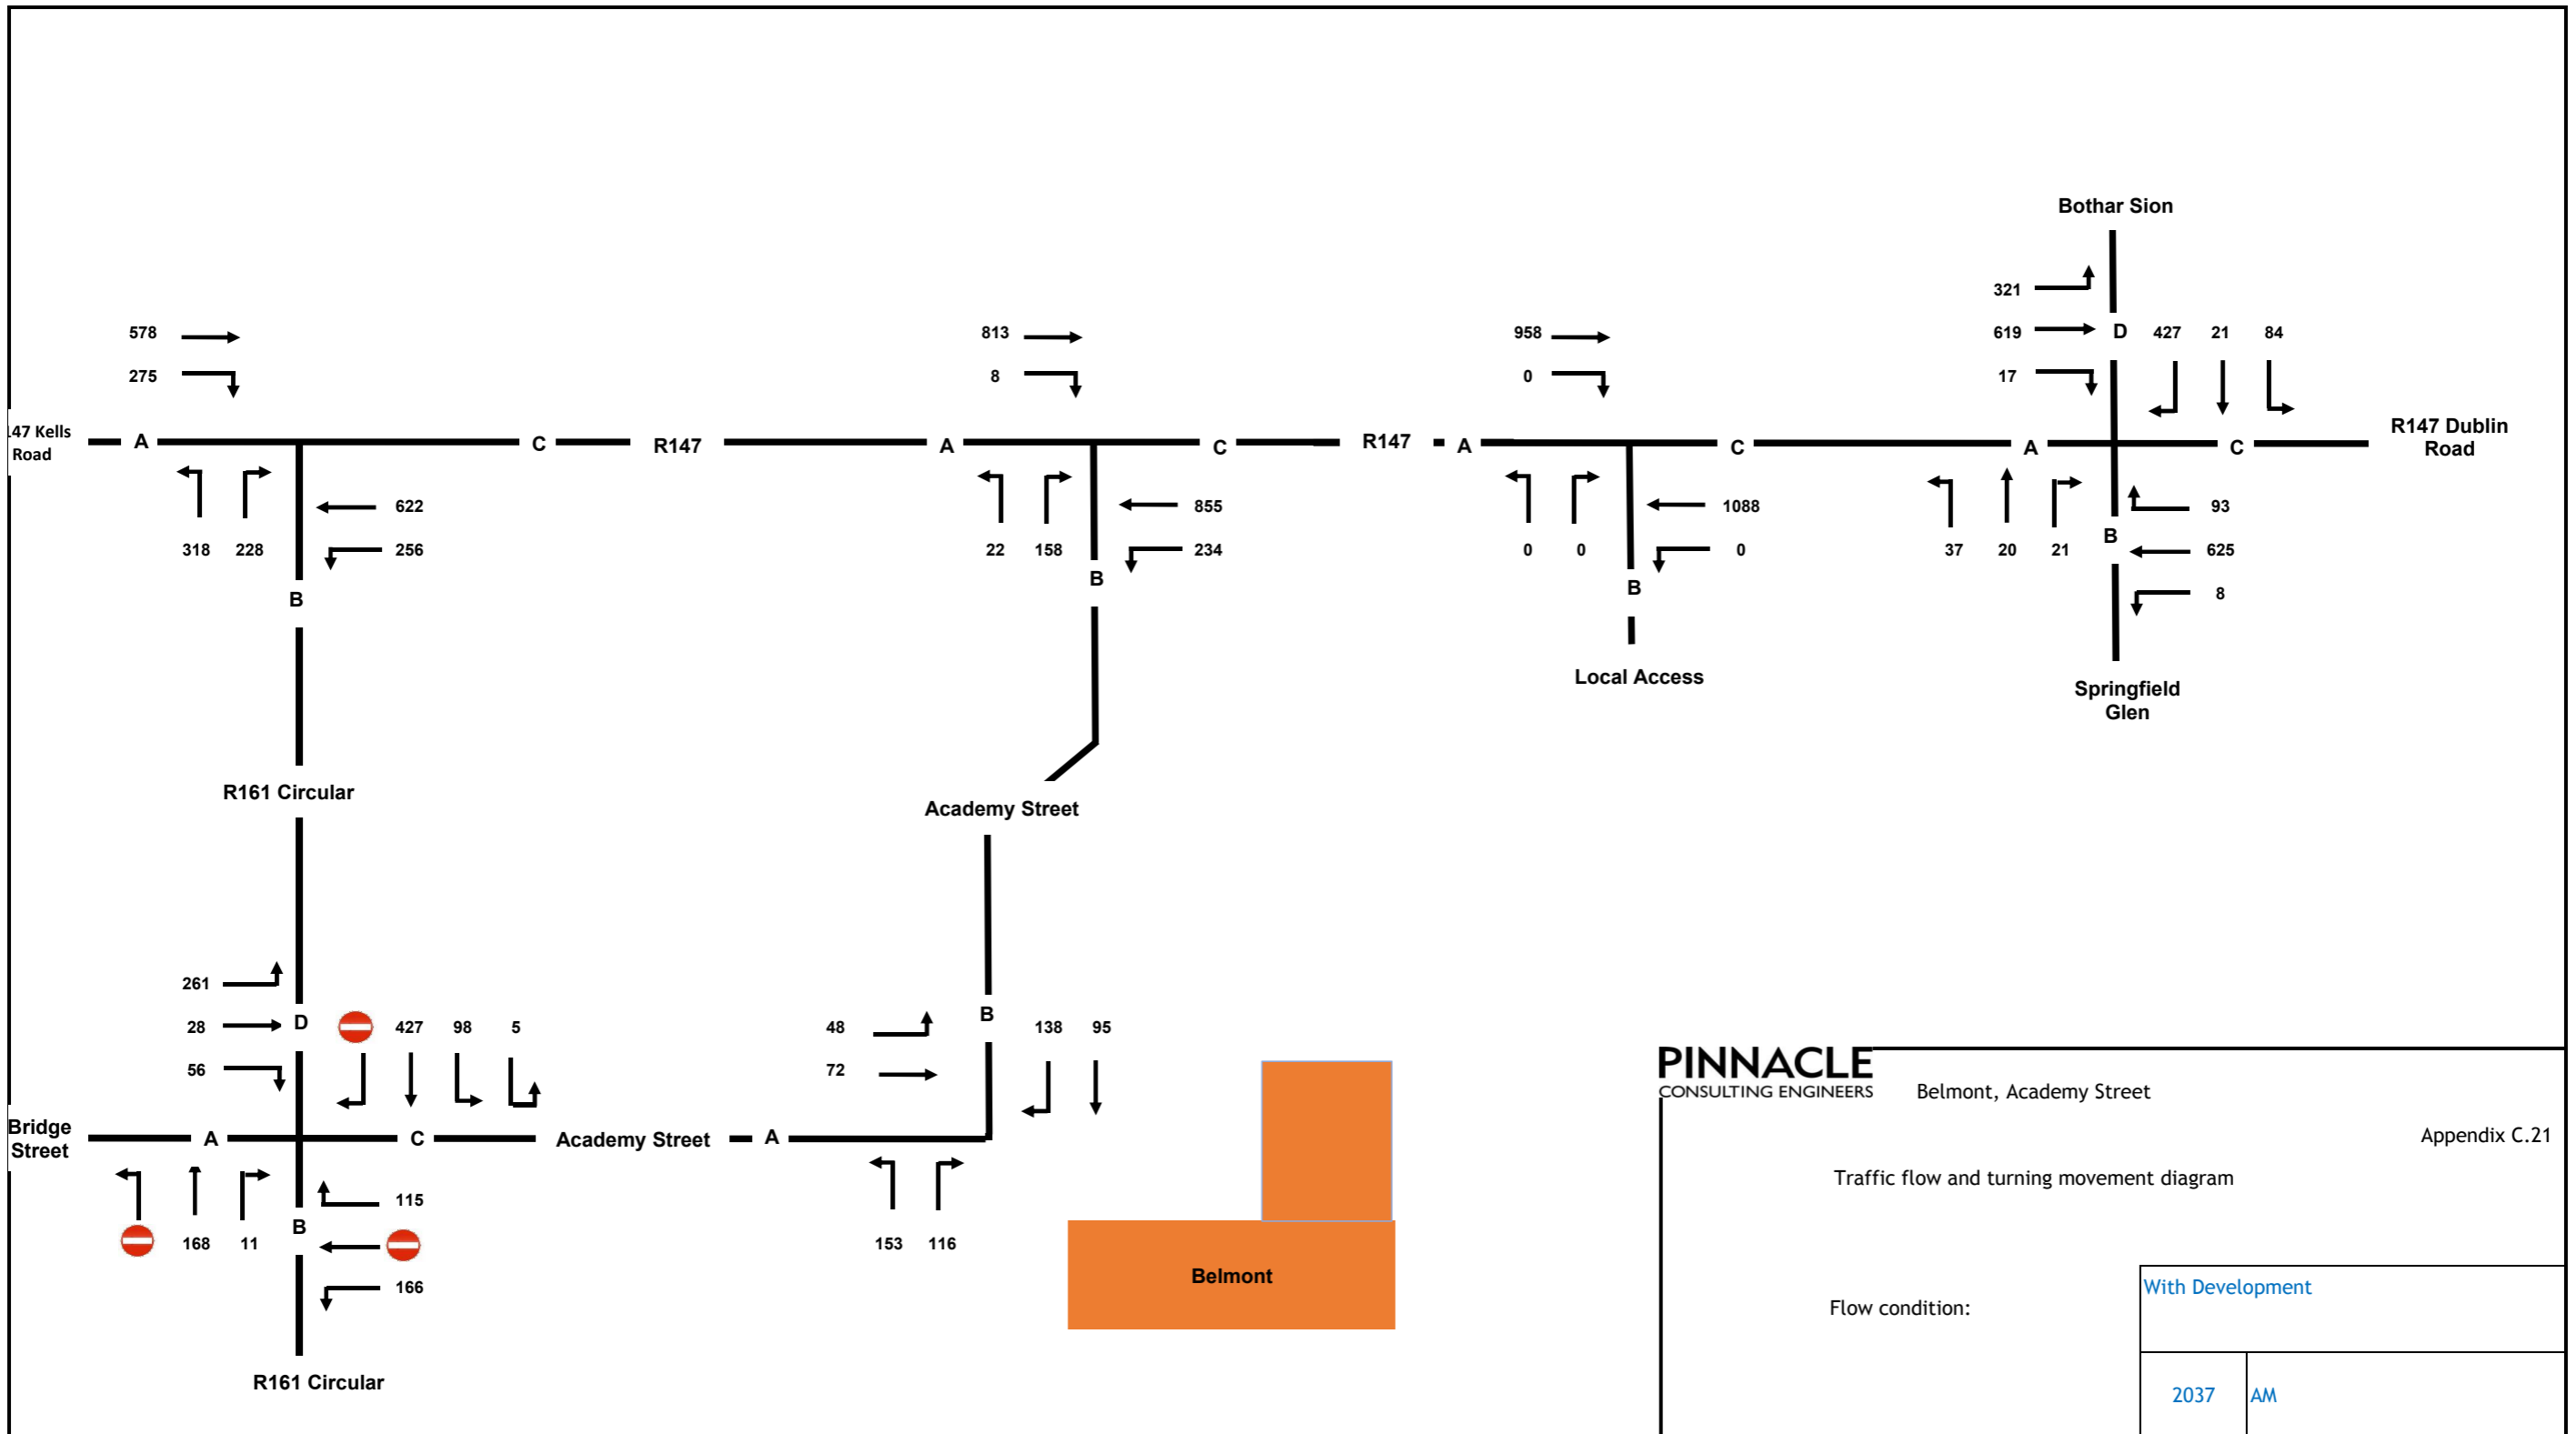 Bothar Sion
321
578
813
958
619
D
427
21
84
275
8
0
17
147 Kells
Road
A
C
R147
A
C
R147
A
C
A
C
R147 Dublin
Road
622
855
1088
93
318
228
256
22
158
234
0
0
0
37
20
21
B
625
B
B
B
8
Local Access
Springfield
Glen
R161 Circular
Academy Street
261
28
D
427
98
5
48
B
138
95
56
72
Bridge
Street
A
C
Academy Street
A
115
B
168
11
153
116
166
Belmont
R161 Circular
PINNACLE
CONSULTING ENGINEERS
Belmont, Academy Street
Appendix C.21
Traffic flow and turning movement diagram
Flow condition:
With Development
2037
AM